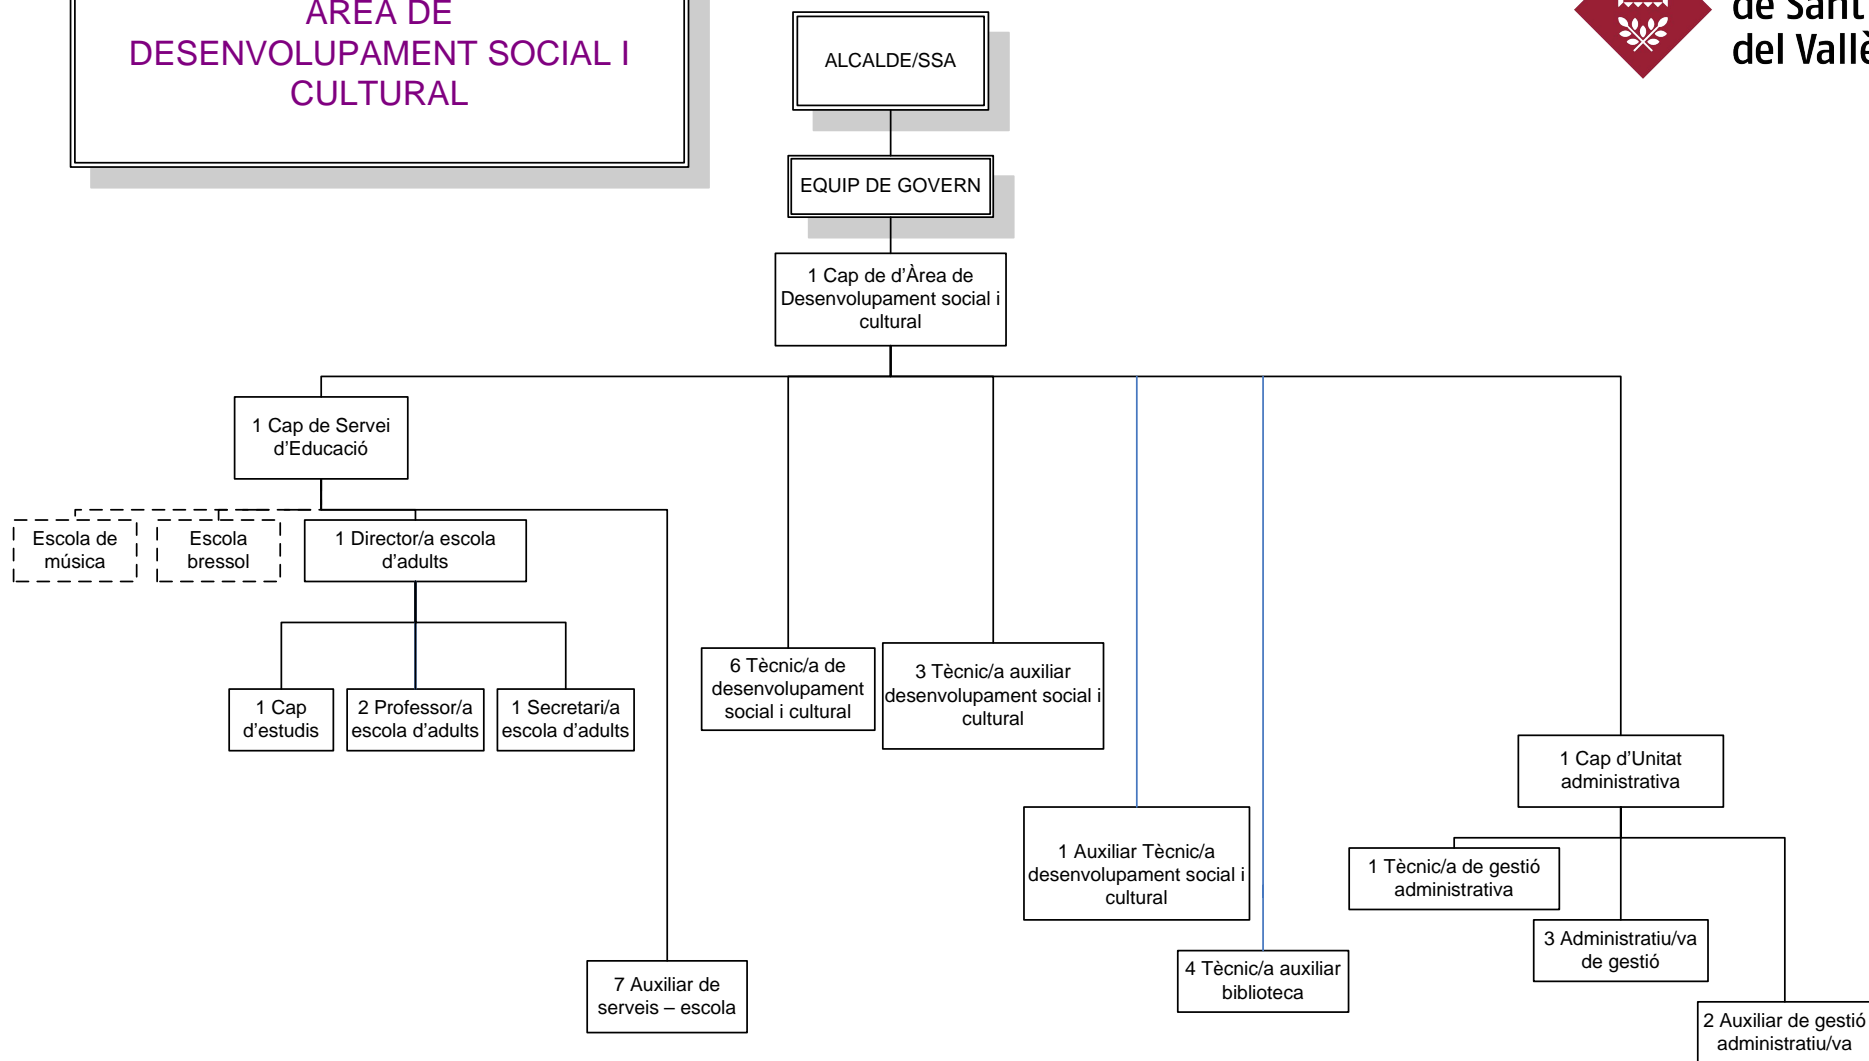 ÀREA DE
DESENVOLUPAMENT SOCIAL I
CULTURAL
de Sant
del Vallè
ALCALDE/SSA
EQUIP DE GOVERN
1 Cap de d’Àrea de
Desenvolupament social i
cultural
1 Cap de Servei
d’Educació
Escola de
música
Escola
bressol
1 Director/a escola
d’adults
1 Cap
d’estudis
2 Professor/a
escola d’adults
1 Secretari/a
escola d’adults
6 Tècnic/a de
desenvolupament
social i cultural
3 Tècnic/a auxiliar
desenvolupament social i
cultural
1 Cap d’Unitat
administrativa
1 Auxiliar Tècnic/a
desenvolupament social i
cultural
1 Tècnic/a de gestió
administrativa
3 Administratiu/va
de gestió
4 Tècnic/a auxiliar
biblioteca
7 Auxiliar de
serveis – escola
2 Auxiliar de gestió
administratiu/va